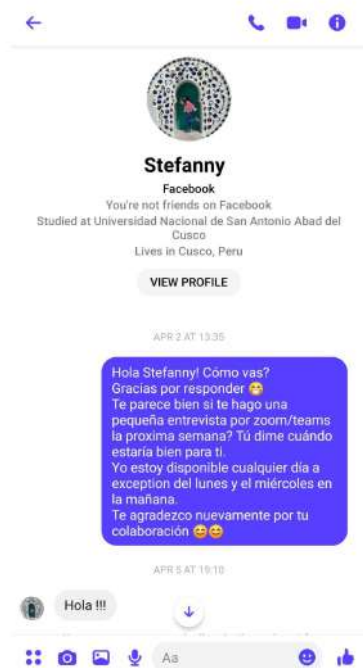 Stefanny
Facebook
You're not friends on Facebook
Studied at Universidad Nacional de San Antonio Abad del
Cusco
Lives in Cusco, Peru
VIEW PROFILE
APR 2 AT 13:35
Hola Stefanny! Cómo vas?
Gracias por responder 😁
Te parece bien si te hago una
pequeña entrevista por zoom/teams
la proxima semana? Tú dime cuándo
estaría bien para ti.
Yo estoy disponible cualquier día a
exception del lunes y el miércoles en
la mañana.
Te agradezco nuevamente por tu
colaboración 😄😄
APR 5 AT 19:10
Hola !!!
Aa